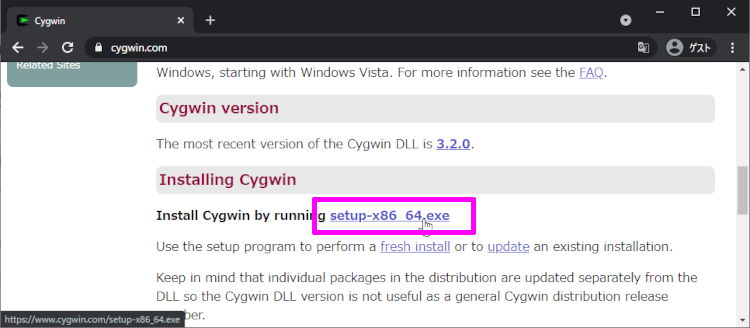 Cygwin
cygwin.com
ゲスト
Related Sites
Windows, starting with Windows Vista. For more information see the FAQ.
Cygwin version
The most recent version of the Cygwin DLL is 3.2.0.
Installing Cygwin
Install Cygwin by running setup-x86_64.exe
Use the setup program to perform a fresh install or to update an existing installation.
Keep in mind that individual packages in the distribution are updated separately from the
DLL so the Cygwin DLL version is not useful as a general Cygwin distribution release
https://www.cygwin.com/setup-x86_64.exe